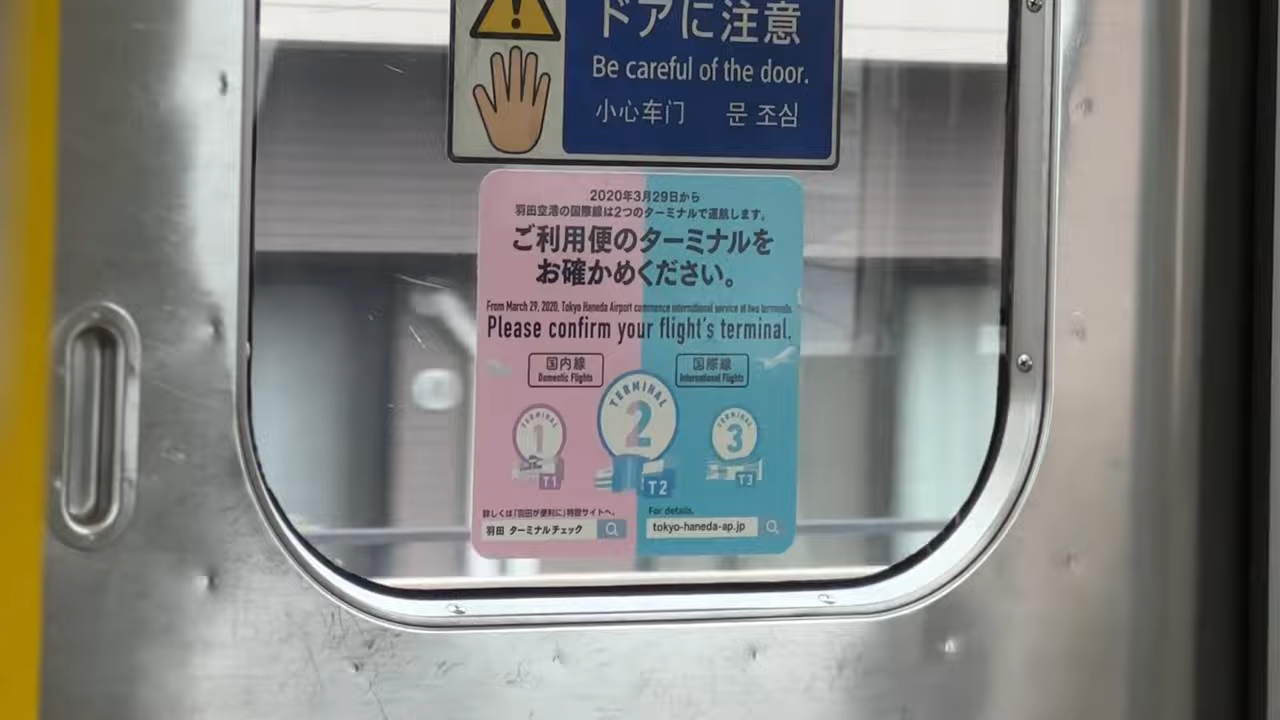 ドアに注意
Be careful of the door.
小心车门 문 조심
2020年3月29日から
羽田空港の国際線は2つのターミナルで運航します。
ご利用便のターミナルを
お確かめください。
From March 29, 2020, Tokyo Haneda Airport commence international service at two terminals.
Please confirm your flight's terminal.
国内線 国際線
Domestic Flights International Flights
TERMINAL TERMINAL TERMINAL
1 2 3
T1 T2 T3
詳しくは「羽田が便利に」特設サイトへ。 For details,
羽田 ターミナルチェック tokyo-haneda-ap.jp